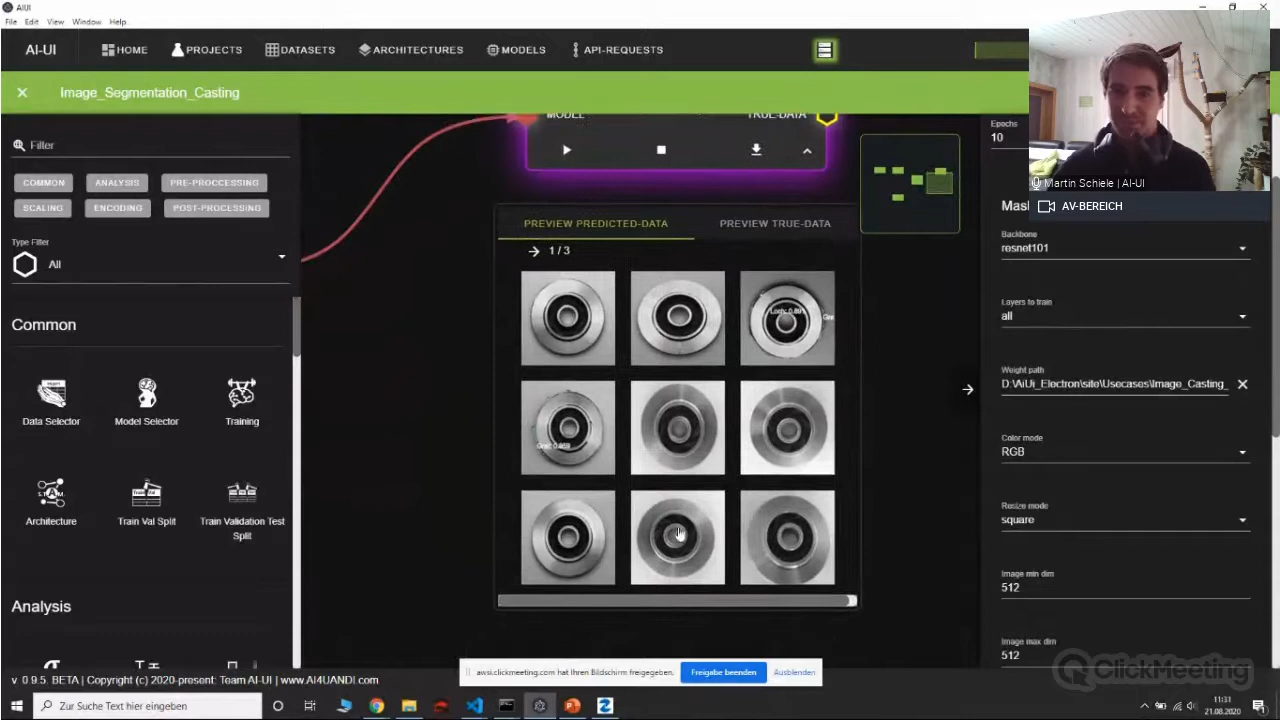 AIUI
File Edit View Window Help
AI-UI HOME PROJECTS DATASETS ARCHITECTURES MODELS API-REQUESTS
Image_Segmentation_Casting
Filter
COMMON ANALYSIS PRE-PROCCESSING
SCALING ENCODING POST-PROCESSING
Type Filter
All
Common
Data Selector Model Selector Training
Architecture Train Val Split Train Validation Test Split
Analysis
MODEL TRUE-DATA
PREVIEW PREDICTED-DATA PREVIEW TRUE-DATA
1 / 3
Epochs
10
Martin Schiele | AI-UI
AV-BEREICH
Backbone
resnet101
Layers to train
all
Weight path
D:\AiUi_Electron\site\Usecases\Image_Casting_
Color mode
RGB
Resize mode
square
Image min dim
512
Image max dim
512
ClickMeeting
awsi.clickmeeting.com hat Ihren Bildschirm freigegeben. Freigabe beenden Ausblenden
BETA | Copyright (c) 2020-present: Team AI-UI | www.AI4UANDI.com
Zur Suche Text hier eingeben
11:31
21.08.2020